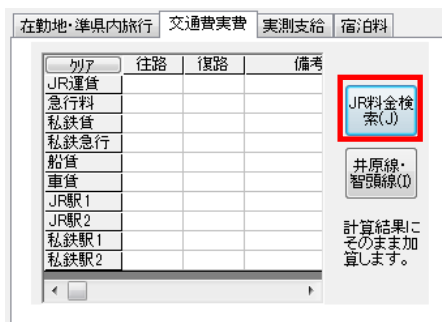 在勤地･準県内旅行 交通費実費 実測支給 宿泊料
クリア 往路 復路 備考
JR運賃
急行料
私鉄賃
私鉄急行
船賃
車賃
JR駅1
JR駅2
私鉄駅1
私鉄駅2
JR料金検
索(J)
井原線･
智頭線(I)
計算結果に
そのまま加
算します。